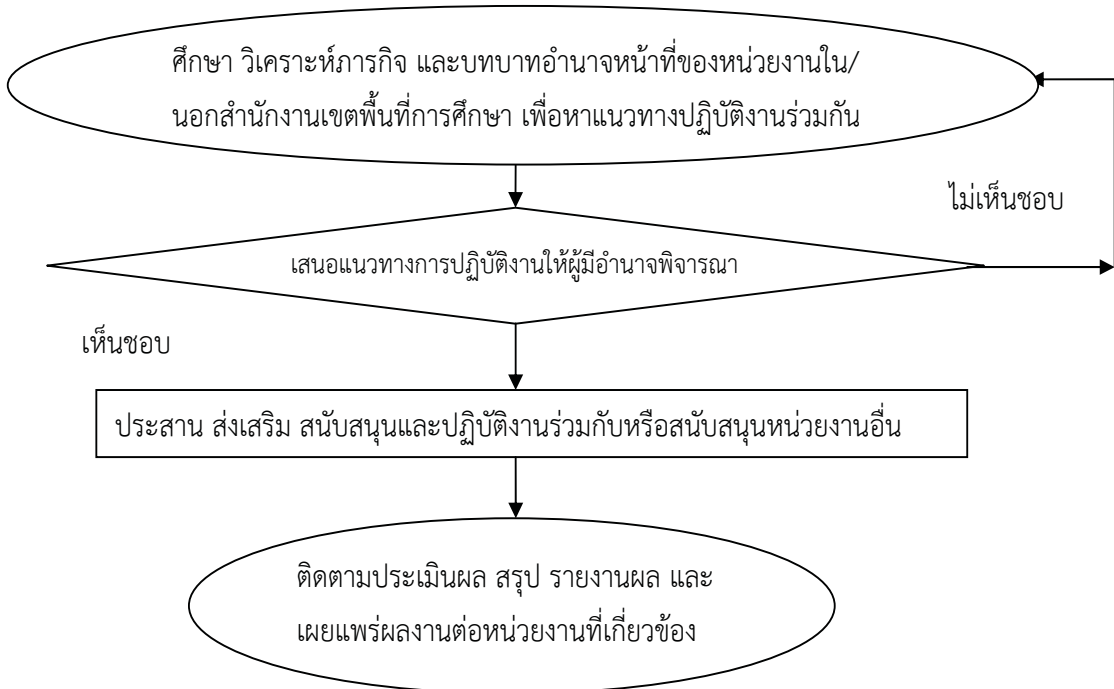 ศึกษา วิเคราะห์ภารกิจ และบทบาทอำนาจหน้าที่ของหน่วยงานใน/
นอกสำนักงานเขตพื้นที่การศึกษา เพื่อหาแนวทางปฏิบัติงานร่วมกัน
ไม่เห็นชอบ
เสนอแนวทางการปฏิบัติงานให้ผู้มีอำนาจพิจารณา
เห็นชอบ
ประสาน ส่งเสริม สนับสนุนและปฏิบัติงานร่วมกับหรือสนับสนุนหน่วยงานอื่น
ติดตามประเมินผล สรุป รายงานผล และ
เผยแพร่ผลงานต่อหน่วยงานที่เกี่ยวข้อง